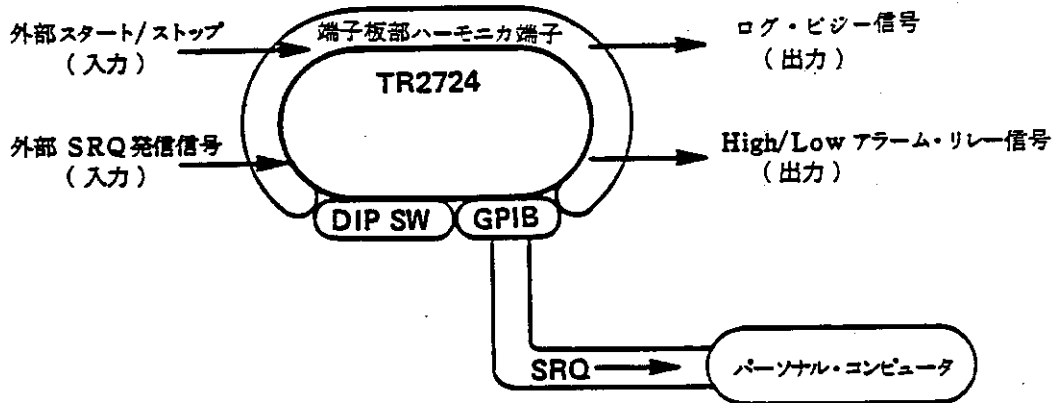 外部スタート/ストップ
(入力)
端子板部ハーモニカ端子
ログ・ビジー信号
(出力)
TR2724
外部 SRQ発信信号
(入力)
High/Low アラーム・リレー信号
(出力)
DIP SW
GPIB
SRQ
パーソナル・コンピュータ